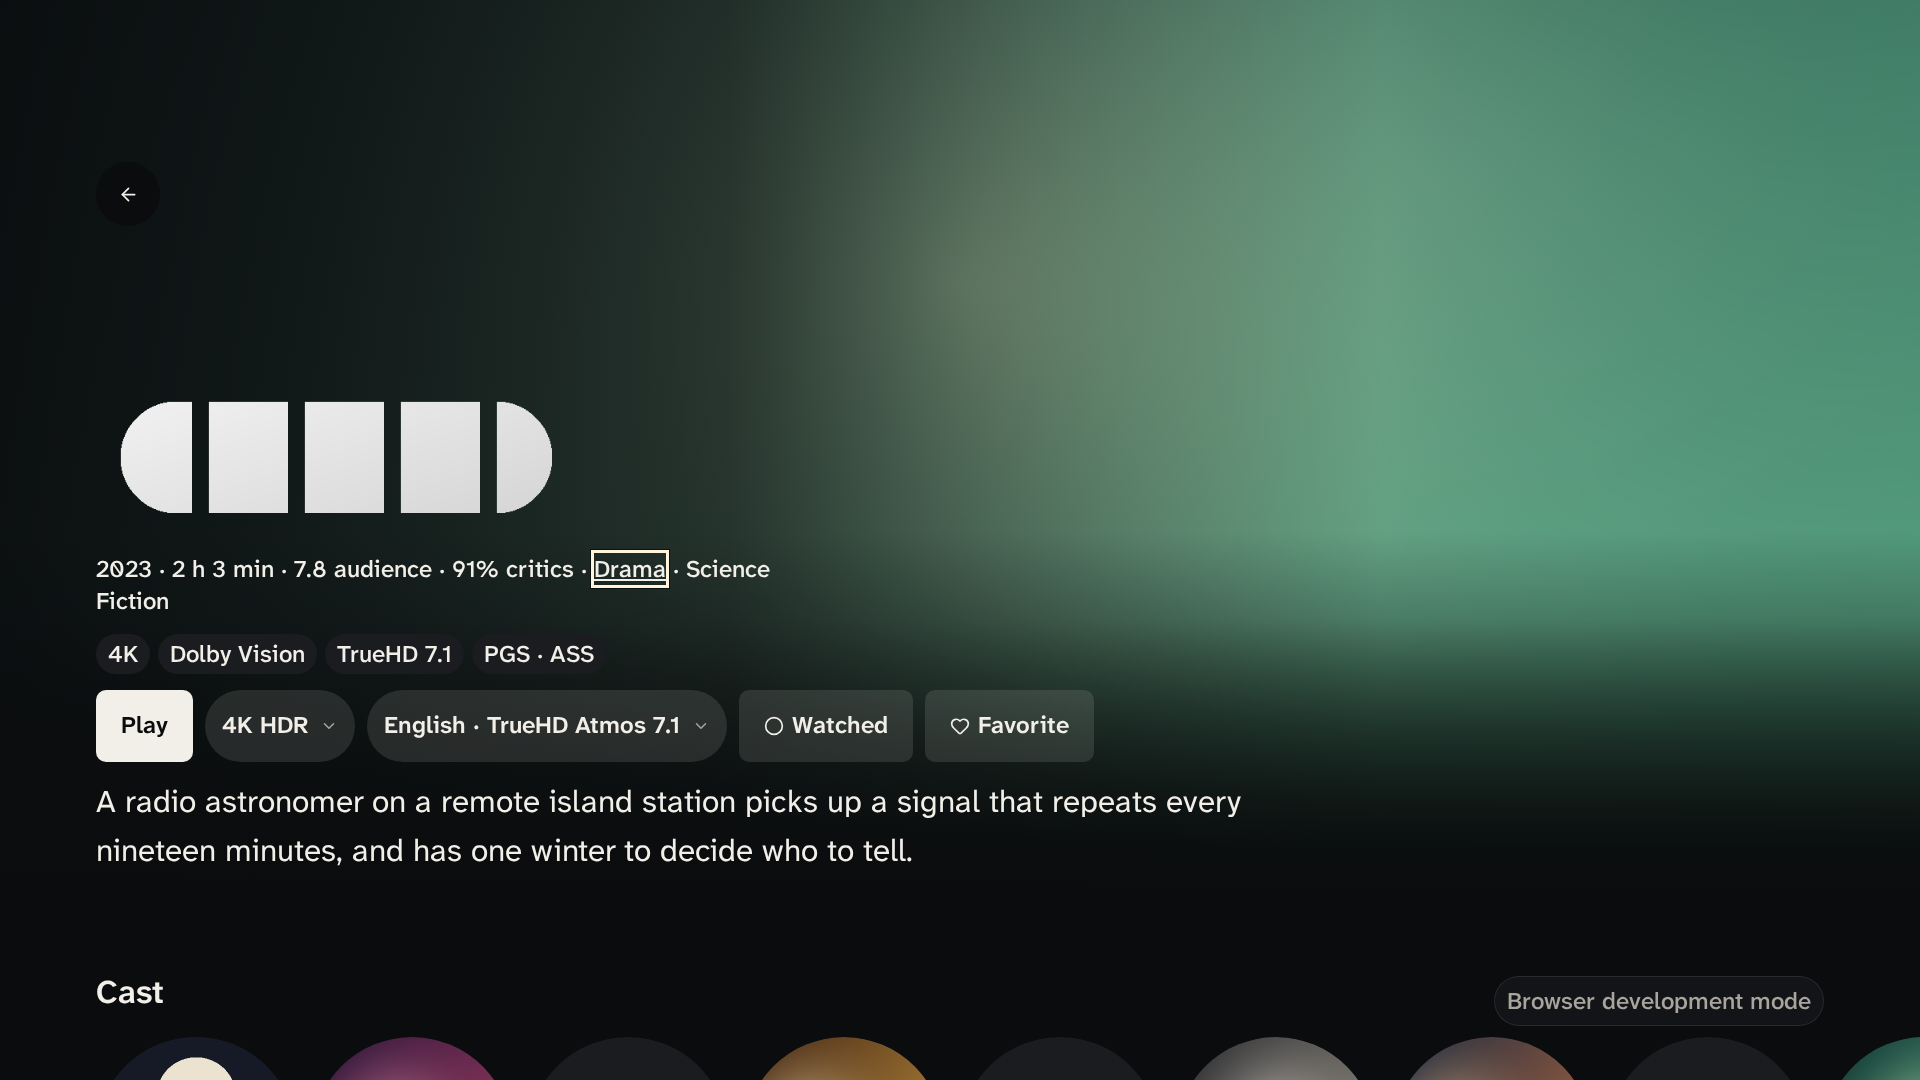 2023 · 2 h 3 min · 7.8 audience · 91% critics · Drama · Science
Fiction
4K Dolby Vision TrueHD 7.1 PGS · ASS
Play 4K HDR English · TrueHD Atmos 7.1 Watched Favorite
A radio astronomer on a remote island station picks up a signal that repeats every
nineteen minutes, and has one winter to decide who to tell.
Cast
Browser development mode